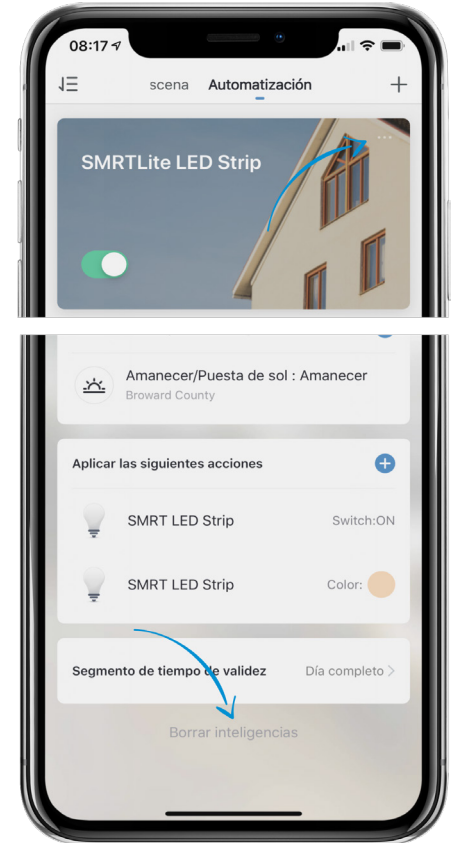 08:17
scena Automatización
SMRTLite LED Strip
Amanecer/Puesta de sol : Amanecer
Broward County
Aplicar las siguientes acciones
SMRT LED Strip Switch:ON
SMRT LED Strip Color:
Segmento de tiempo de validez Día completo
Borrar inteligencias